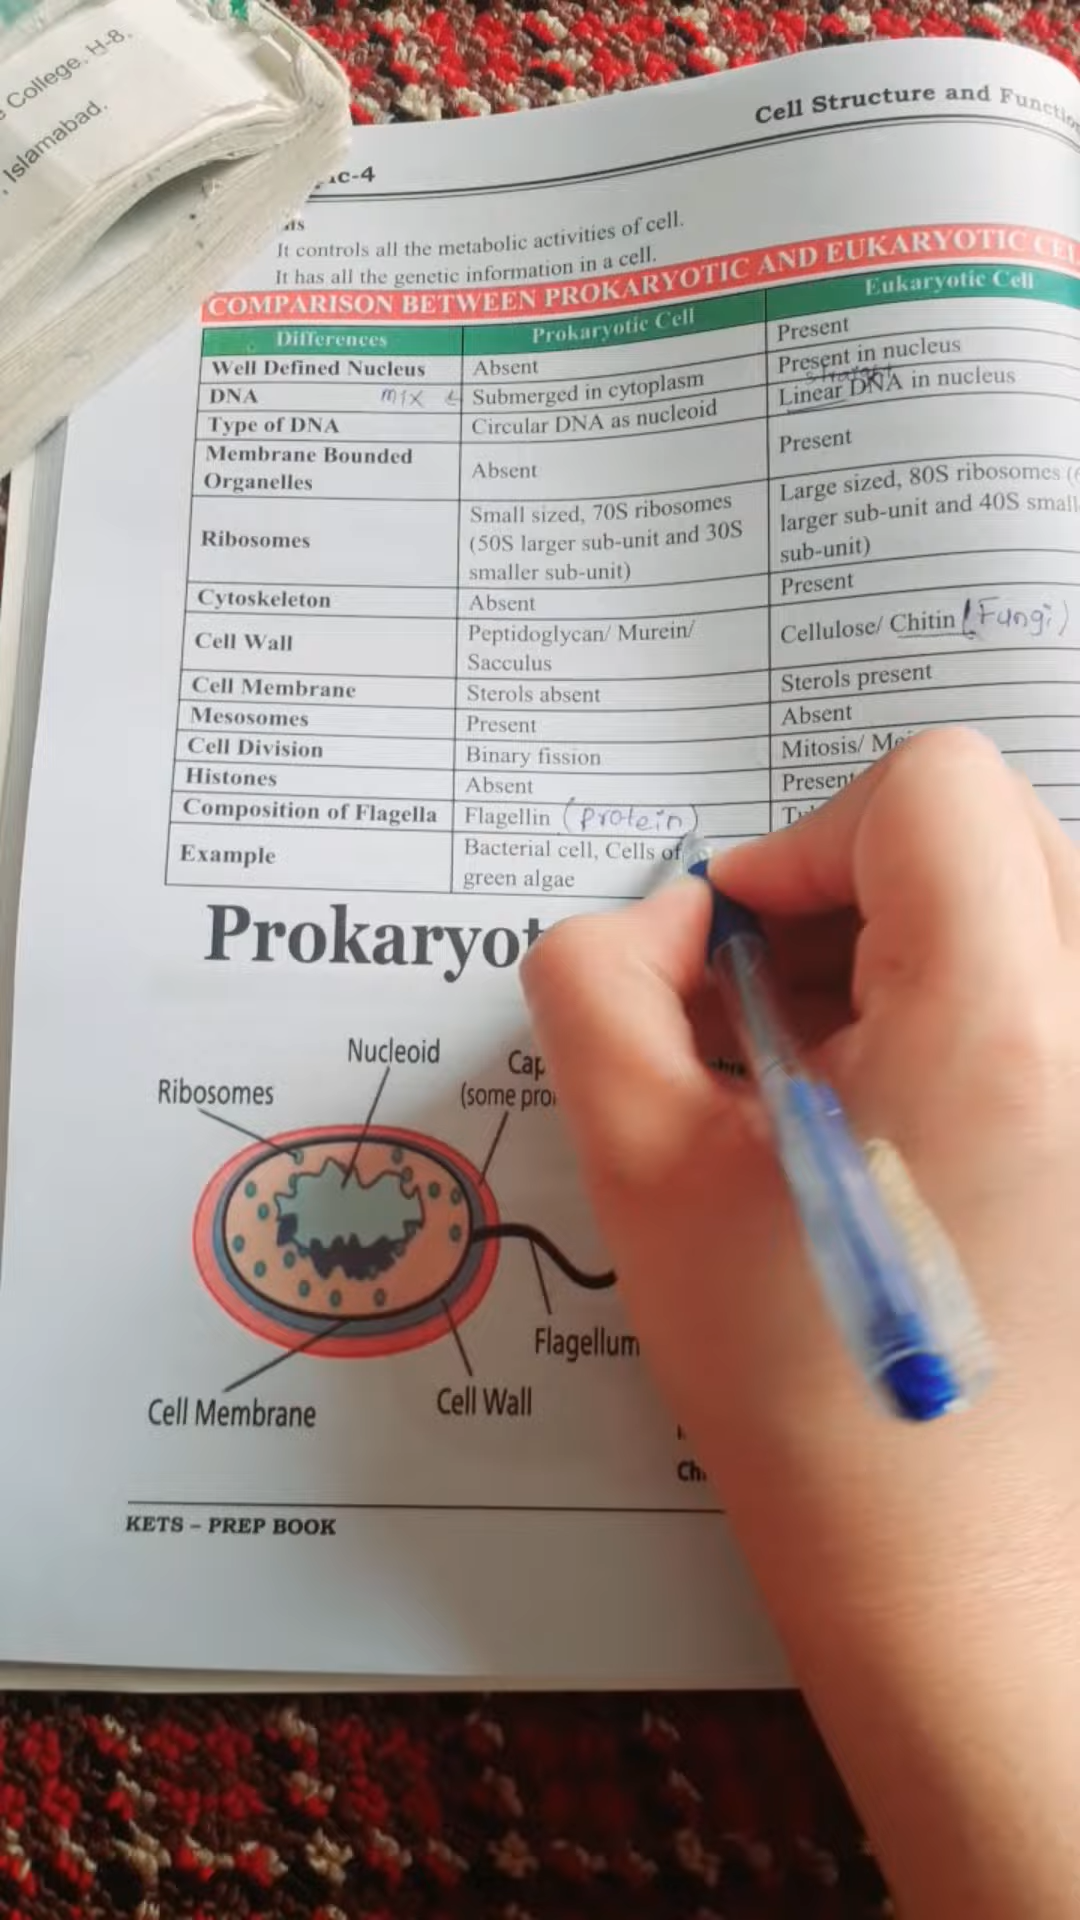 College, H-8,
Islamabad.
Cell Structure and
-4
It controls all the metabolic activities of cell.
It has all the genetic information in a cell.
COMPARISON BETWEEN PROKARYOTIC AND EUKARYOTIC
Differences Prokaryotic Cell Eukaryotic Cell
Well Defined Nucleus Absent Present
DNA mix Submerged in cytoplasm Present in nucleus
straight
Type of DNA Circular DNA as nucleoid Linear DNA in nucleus
Membrane Bounded
Organelles Absent Present
Ribosomes Small sized, 70S ribosomes
(50S larger sub-unit and 30S
smaller sub-unit)
Large sized, 80S ribosomes
larger sub-unit and 40S
sub-unit)
Cytoskeleton Absent Present
Cell Wall Peptidoglycan/ Murein/
Sacculus
Cellulose/ Chitin (Fungi)
Cell Membrane Sterols absent Sterols present
Mesosomes Present Absent
Cell Division Binary fission Mitosis/
Histones Absent Present
Composition of Flagella Flagellin (protein)
Example Bacterial cell, Cells of
green algae
Nucleoid
Ribosomes
(some
Flagellum
Cell Wall
Cell Membrane
KETS – PREP BOOK